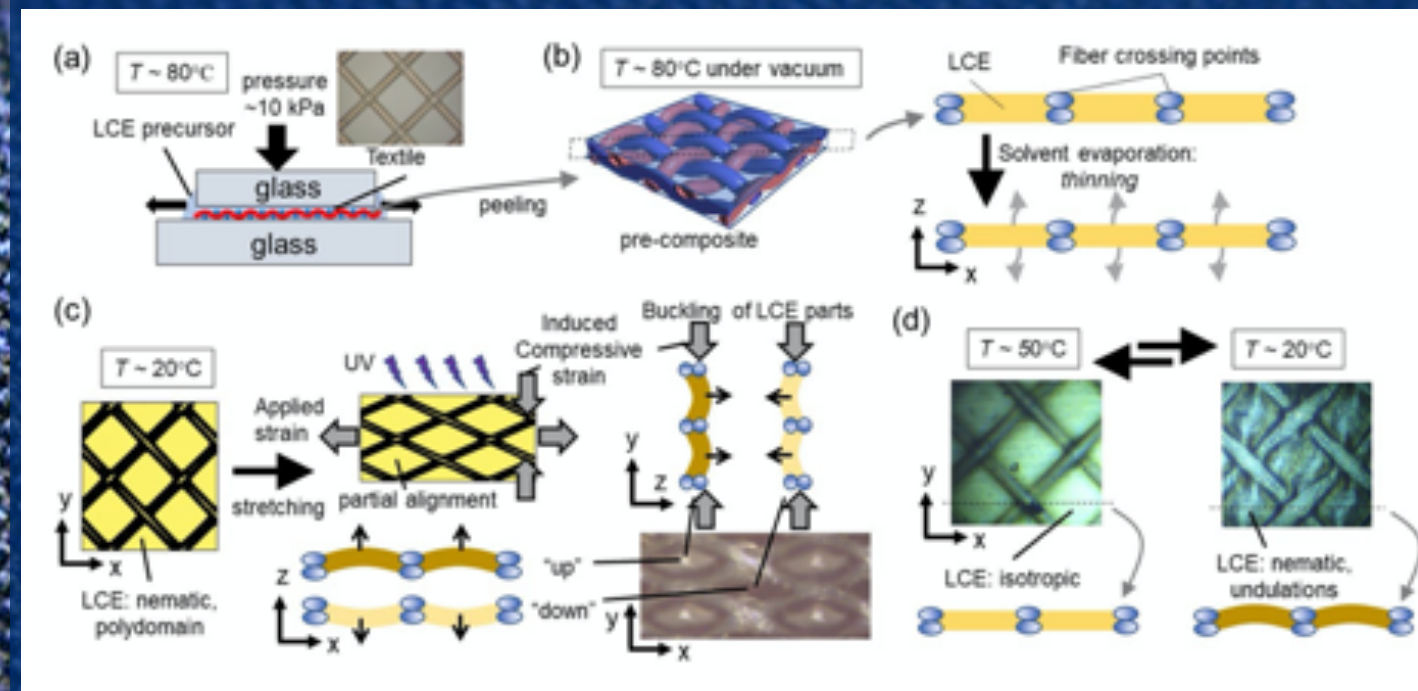 (a)
T ~ 80°C
pressure
~10 kPa
LCE precursor
Textile
glass
glass
peeling
(b)
T ~ 80°C under vacuum
pre-composite
LCE
Fiber crossing points
Solvent evaporation:
thinning
z
x
(c)
T ~ 20°C
y
x
LCE: nematic,
polydomain
Applied
strain
stretching
UV
partial alignment
Induced
Compressive
strain
z
x
Buckling of LCE parts
y
z
"up"
"down"
y
x
(d)
T ~ 50°C
T ~ 20°C
y
x
LCE: isotropic
LCE: nematic,
undulations